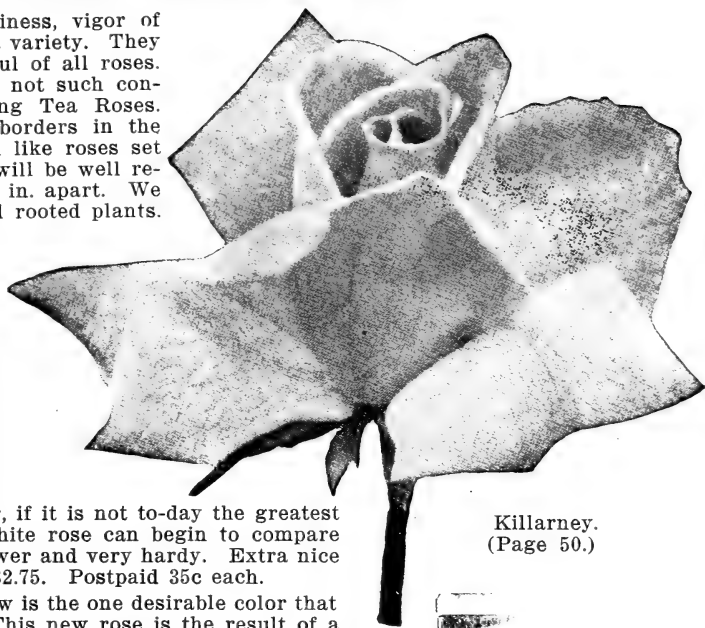 iness, vigor of
variety. They
ul of all roses.
not such con-
ng Tea Roses.
borders in the
like roses set
will be well re-
in. apart. We
rooted plants.
, if it is not to-day the greatest
hite rose can begin to compare
wer and very hardy. Extra nice
2.75. Postpaid 35c each.
w is the one desirable color that
This new rose is the result of a
Killarney.
(Page 50.)